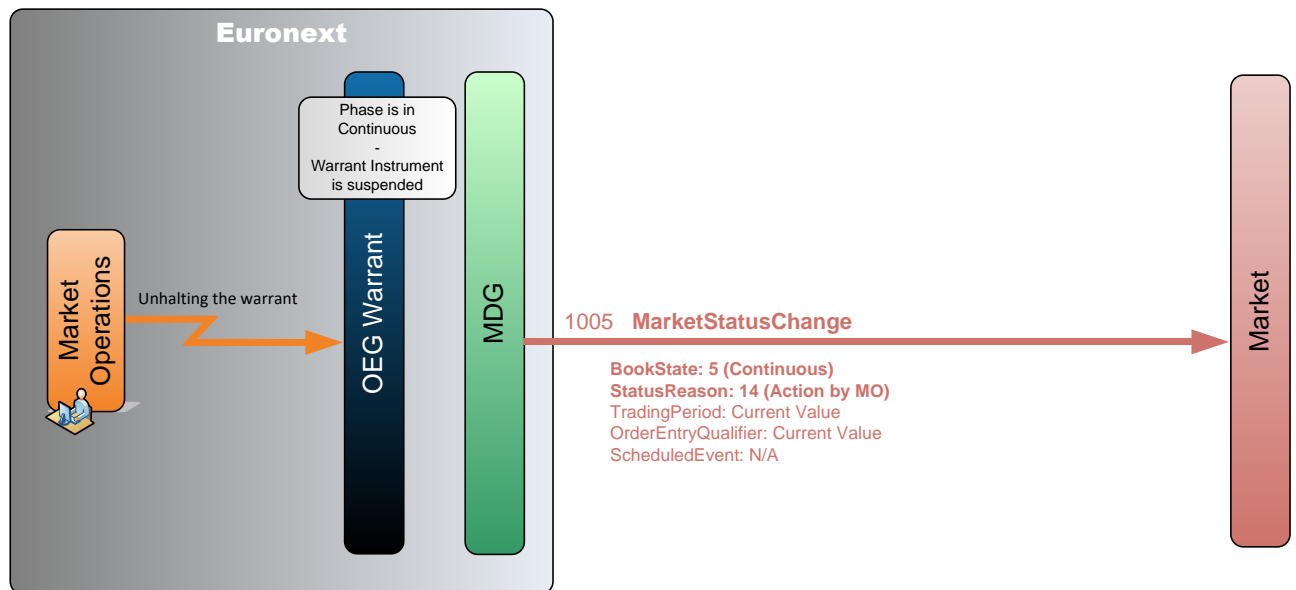 Euronext
Phase is in
Continuous
-
Warrant Instrument
is suspended
Market
Operations
Unhalting the warrant
OEG Warrant
MDG
1005 MarketStatusChange
BookState: 5 (Continuous)
StatusReason: 14 (Action by MO)
TradingPeriod: Current Value
OrderEntryQualifier: Current Value
ScheduledEvent: N/A
Market